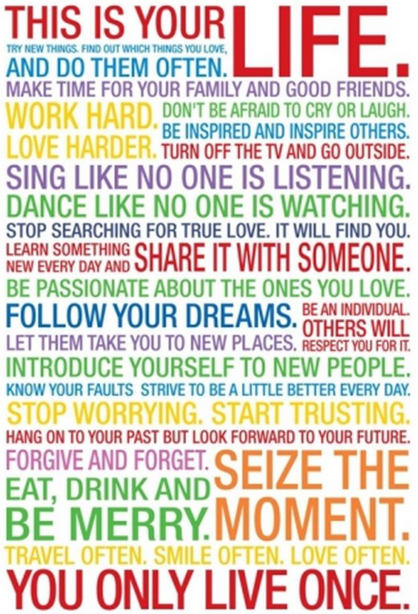 THIS IS YOUR LIFE.
TRY NEW THINGS. FIND OUT WHICH THINGS YOU LOVE,
AND DO THEM OFTEN.
MAKE TIME FOR YOUR FAMILY AND GOOD FRIENDS.
WORK HARD.
LOVE HARDER.
DON'T BE AFRAID TO CRY OR LAUGH.
BE INSPIRED AND INSPIRE OTHERS.
TURN OFF THE TV AND GO OUTSIDE.
SING LIKE NO ONE IS LISTENING.
DANCE LIKE NO ONE IS WATCHING.
STOP SEARCHING FOR TRUE LOVE. IT WILL FIND YOU.
LEARN SOMETHING
NEW EVERY DAY AND
SHARE IT WITH SOMEONE.
BE PASSIONATE ABOUT THE ONES YOU LOVE.
FOLLOW YOUR DREAMS.
LET THEM TAKE YOU TO NEW PLACES.
BE AN INDIVIDUAL.
OTHERS WILL
RESPECT YOU FOR IT.
INTRODUCE YOURSELF TO NEW PEOPLE.
KNOW YOUR FAULTS STRIVE TO BE A LITTLE BETTER EVERY DAY.
STOP WORRYING. START TRUSTING.
HANG ON TO YOUR PAST BUT LOOK FORWARD TO YOUR FUTURE.
FORGIVE AND FORGET.
EAT, DRINK AND
BE MERRY.
SEIZE THE
MOMENT.
TRAVEL OFTEN. SMILE OFTEN. LOVE OFTEN.
YOU ONLY LIVE ONCE.